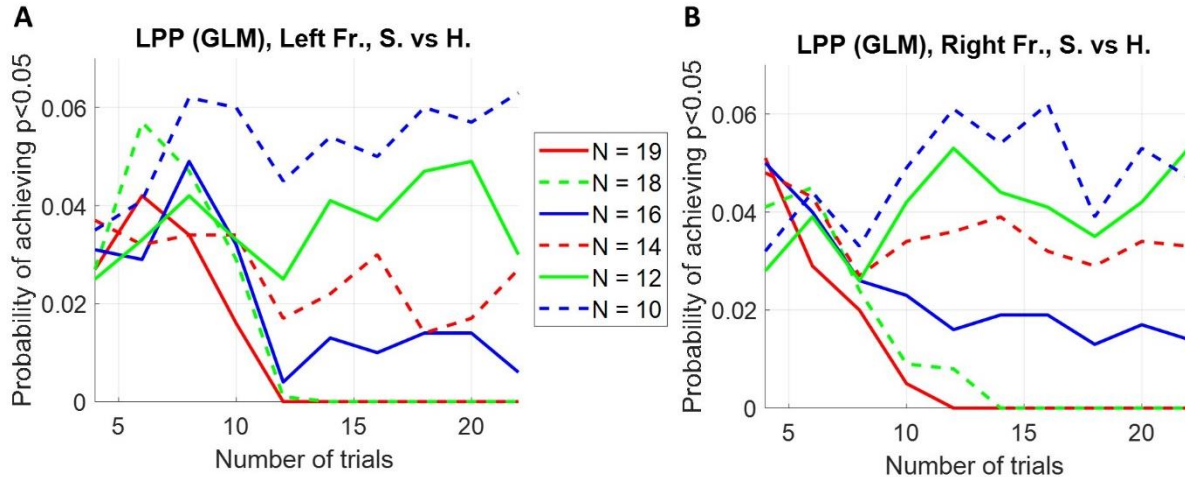 A
LPP (GLM), Left Fr., S. vs H.
Probability of achieving p<0.05
0.06
0.04
0.02
0
5
10
15
20
Number of trials
N = 19
N = 18
N = 16
N = 14
N = 12
N = 10
B
LPP (GLM), Right Fr., S. vs H.
Probability of achieving p<0.05
0.06
0.04
0.02
0
5
10
15
20
Number of trials